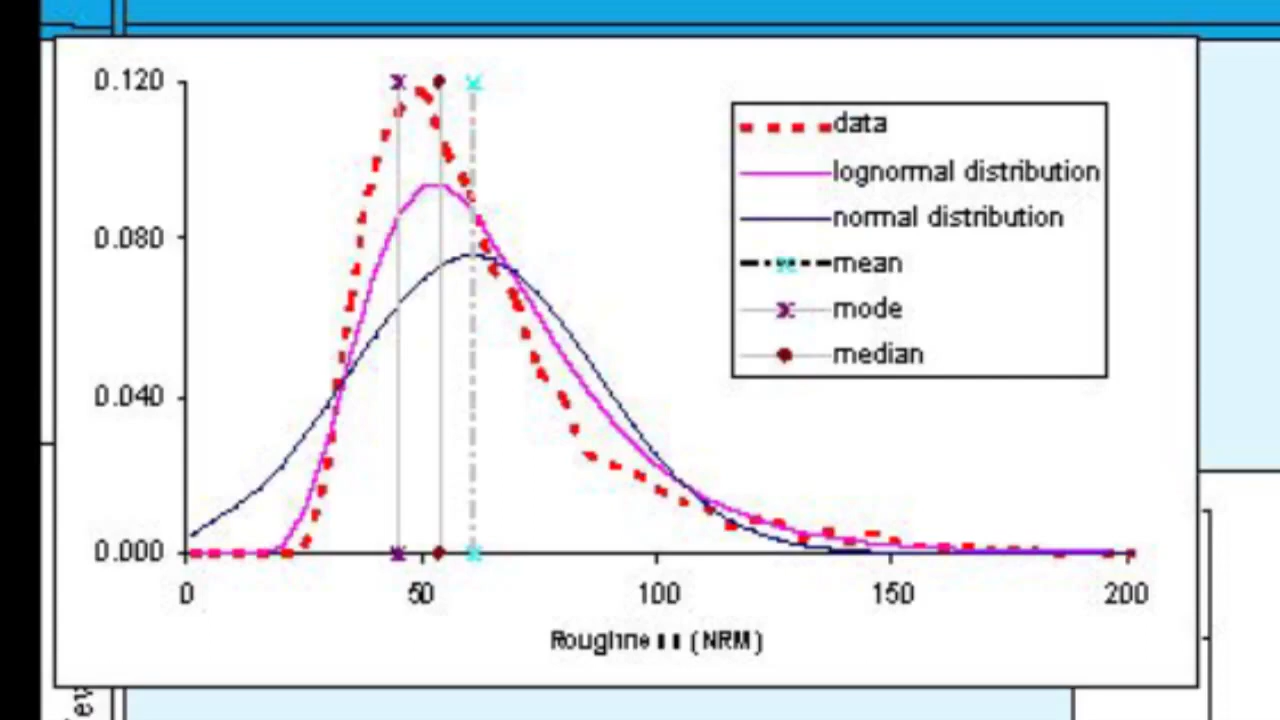 0.120
0.080
0.040
0.000
0
50
100
150
200
data
lognormal distribution
normal distribution
mean
mode
median
(NRM)